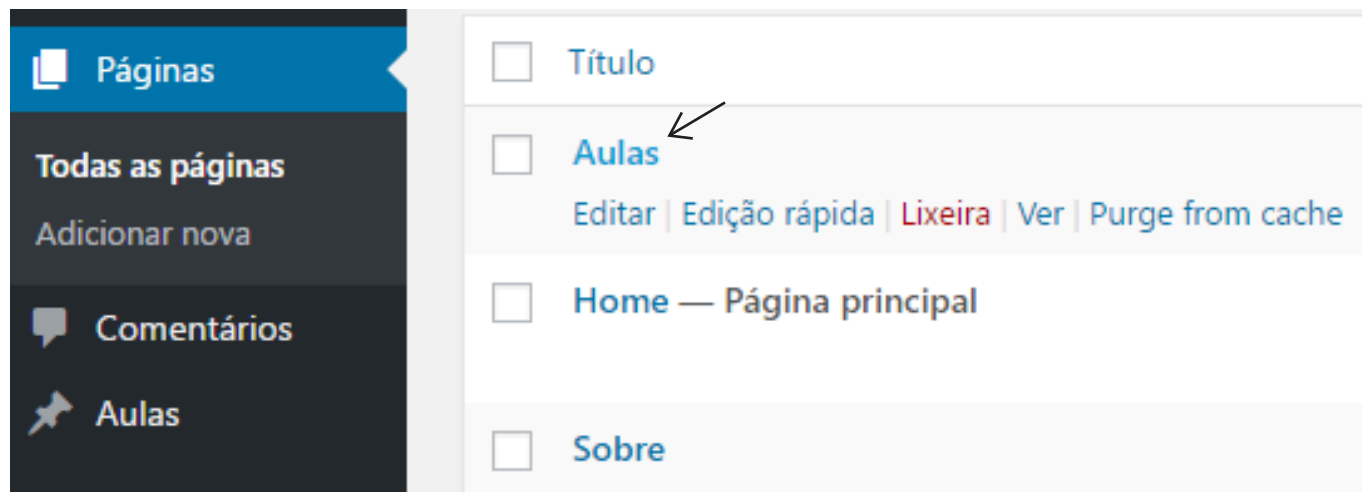 Páginas
Todas as páginas
Adicionar nova
Comentários
Aulas
Título
Aulas
Editar | Edição rápida | Lixeira | Ver | Purge from cache
Home — Página principal
Sobre